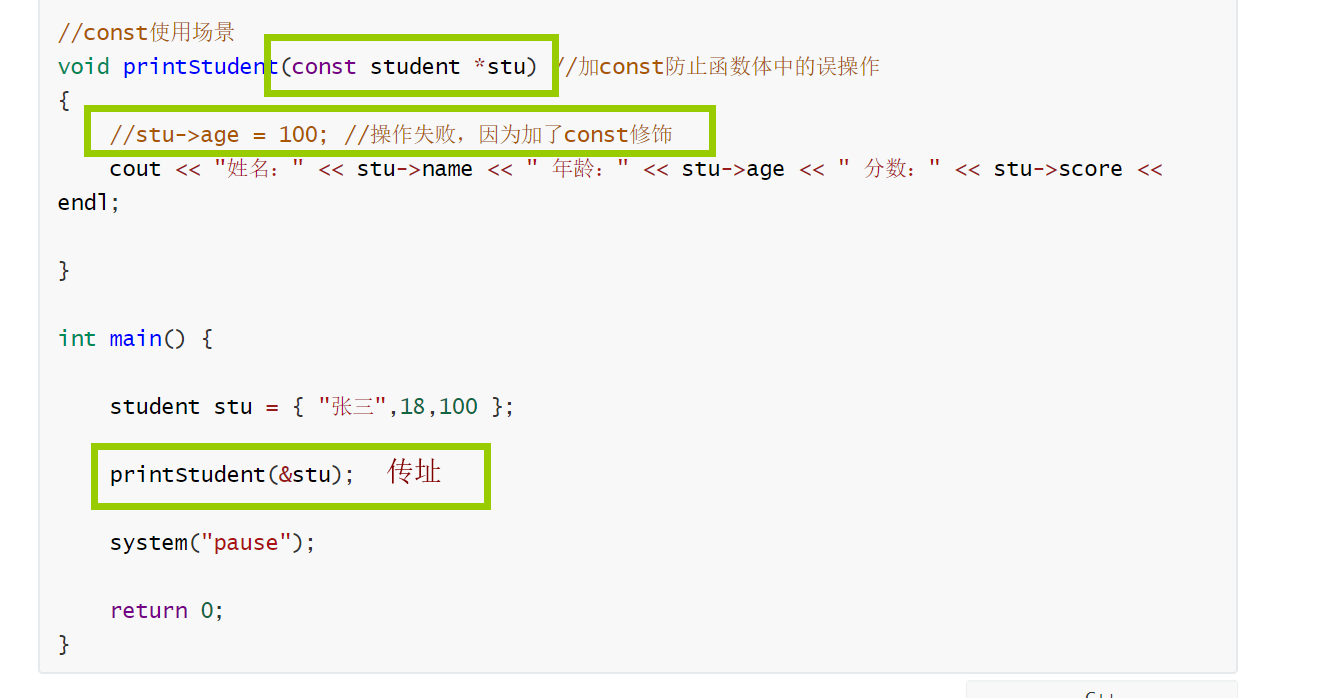 //const使用场景
void printStudent(const student *stu) //加const防止函数体中的误操作
{
//stu->age = 100; //操作失败，因为加了const修饰
cout << "姓名：" << stu->name << " 年龄：" << stu->age << " 分数：" << stu->score <<
endl;
}
int main() {
student stu = { "张三",18,100 };
printStudent(&stu); 传址
system("pause");
return 0;
}